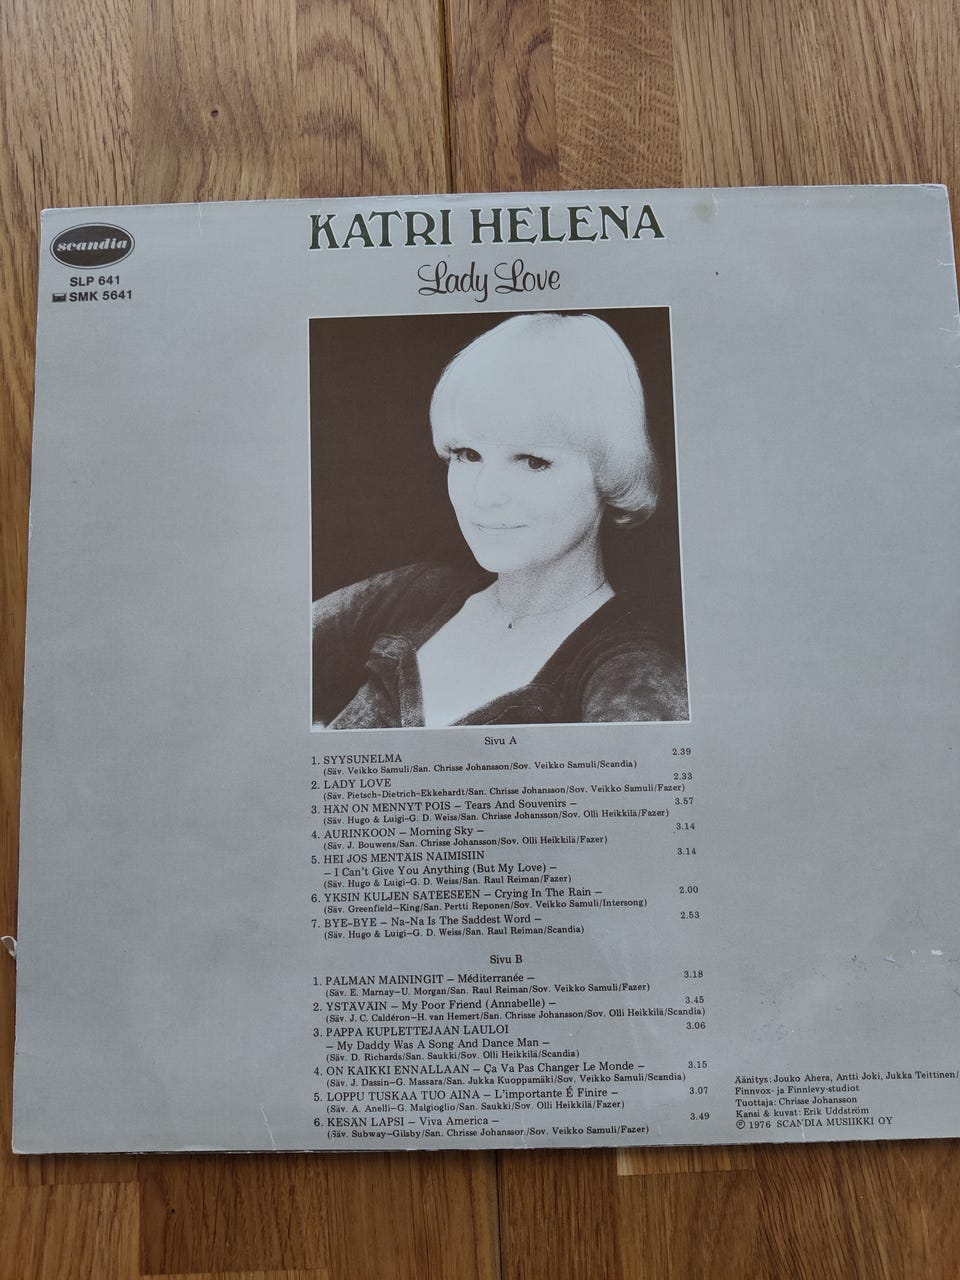 scandia
SLP 641
SMK 5641
KATRI HELENA
Lady Love
Sivu A
1. SYYSUNELMA 2.39
(Säv. Veikko Samuli/San. Chrisse Johansson/Sov. Veikko Samuli/Scandia)
2. LADY LOVE 2.33
(Säv. Pietsch-Dietrich-Ekkehardt/San. Chrisse Johansson/Sov. Veikko Samuli/Fazer)
3. HÄN ON MENNYT POIS – Tears And Souvenirs – 3.57
(Säv. Hugo & Luigi-G. D. Weiss/San. Chrisse Johansson/Sov. Olli Heikkilä/Fazer)
4. AURINKOON – Morning Sky – 3.14
(Säv. J. Bouwens/San. Chrisse Johansson/Sov. Olli Heikkilä/Fazer)
5. HEI JOS MENTÄIS NAIMISIIN 3.14
– I Can't Give You Anything (But My Love) –
(Säv. Hugo & Luigi-G. D. Weiss/San. Raul Reiman/Fazer)
6. YKSIN KULJEN SATEESEEN – Crying In The Rain – 2.00
(Säv. Greenfield-King/San. Pertti Reponen/Sov. Veikko Samuli/Intersong)
7. BYE-BYE – Na-Na Is The Saddest Word – 2.53
(Säv. Hugo & Luigi-G. D. Weiss/San. Raul Reiman/Scandia)
Sivu B
1. PALMAN MAININGIT – Méditerranée – 3.18
(Säv. E. Marnay-U. Morgan/San. Raul Reiman/Sov. Veikko Samuli/Fazer)
2. YSTÄVÄIN – My Poor Friend (Annabelle) – 3.45
(Säv. J. C. Caldéron-H. van Hemert/San. Chrisse Johansson/Sov. Olli Heikkilä/Scandia)
3. PAPPA KUPLETTEJAAN LAULOI 3.06
– My Daddy Was A Song And Dance Man –
(Säv. D. Richards/San. Saukki/Sov. Olli Heikkilä/Scandia)
4. ON KAIKKI ENNALLAAN – Ça Va Pas Changer Le Monde – 3.15
(Säv. J. Dassin-G. Massara/San. Jukka Kuoppamäki/Sov. Veikko Samuli/Scandia)
5. LOPPU TUSKAA TUO AINA – L'importante É Finire – 3.07
(Säv. A. Anelli-G. Malgioglio/San. Saukki/Sov. Olli Heikkilä/Fazer)
6. KESÄN LAPSI – Viva America – 3.49
(Säv. Subway-Gilsby/San. Chrisse Johansson/Sov. Veikko Samuli/Fazer)
Äänitys: Jouko Ahera, Antti Joki, Jukka Teittinen/
Finnvox- ja Finnlevy-studiot
Tuottaja: Chrisse Johansson
Kansi & kuvat: Erik Uddström
℗ 1976 SCANDIA MUSIIKKI OY